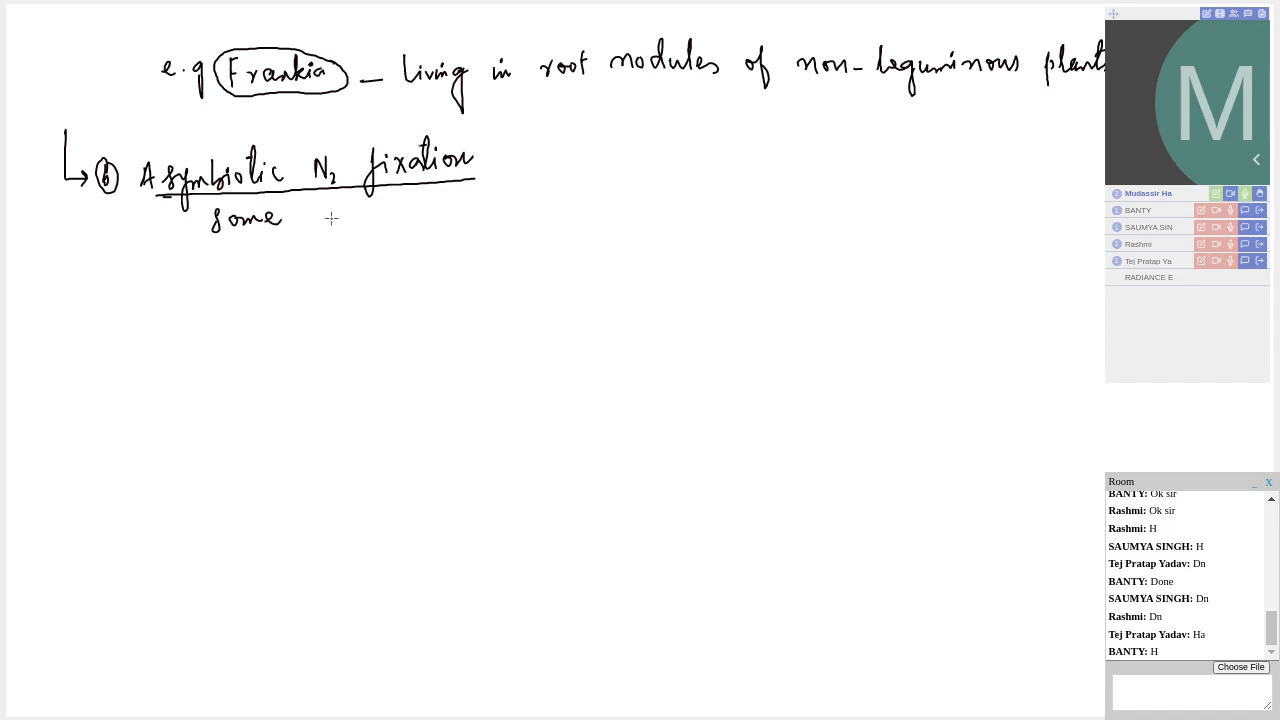 e.g Frankia – Living in root nodules of non-leguminous plants
b Asymbiotic N₂ fixation
Some
M
Mudassir Ha
BANTY
SAUMYA SIN
Rashmi
Tej Pratap Ya
RADIANCE E
Room _ X
BANTY: Ok sir
Rashmi: Ok sir
Rashmi: H
SAUMYA SINGH: H
Tej Pratap Yadav: Dn
BANTY: Done
SAUMYA SINGH: Dn
Rashmi: Dn
Tej Pratap Yadav: Ha
BANTY: H
Choose File